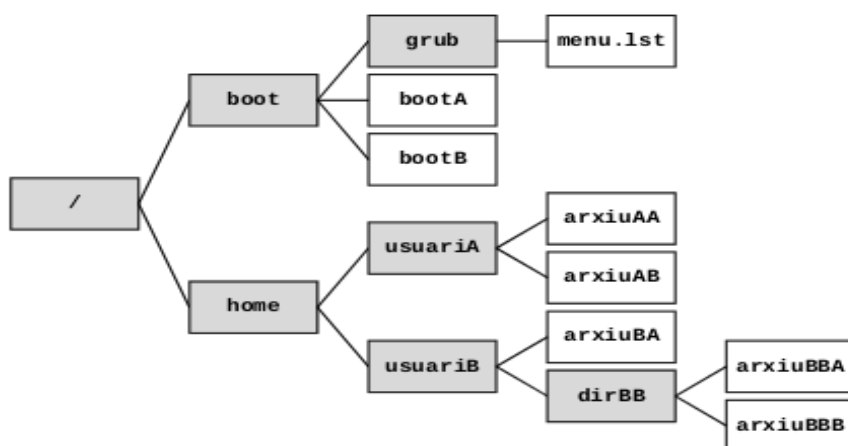 grub
menu.lst
boot
bootA
bootB
/
usuariA
arxiuAA
arxiuAB
home
arxiuBA
usuariB
dirBB
arxiuBBA
arxiuBBB